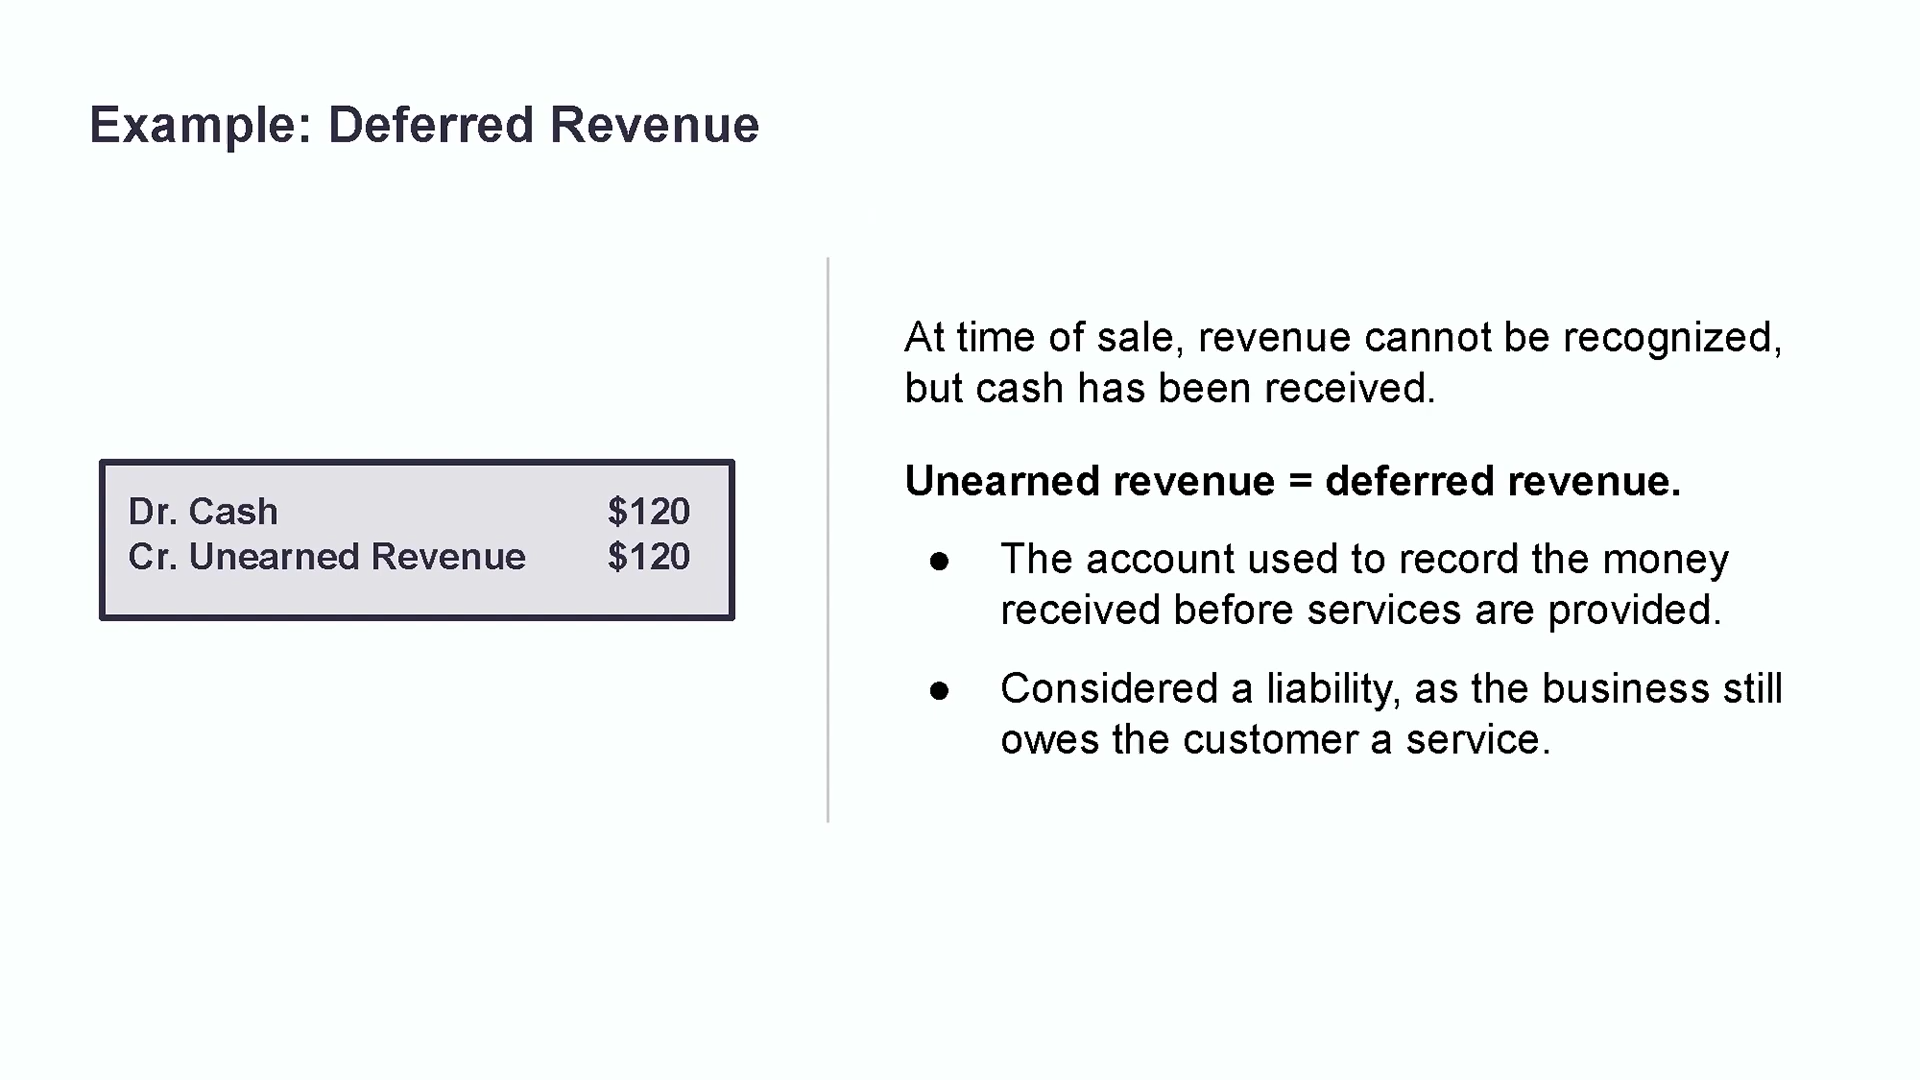 Example: Deferred Revenue
Dr. Cash $120
Cr. Unearned Revenue $120
At time of sale, revenue cannot be recognized,
but cash has been received.
Unearned revenue = deferred revenue.
● The account used to record the money
received before services are provided.
● Considered a liability, as the business still
owes the customer a service.